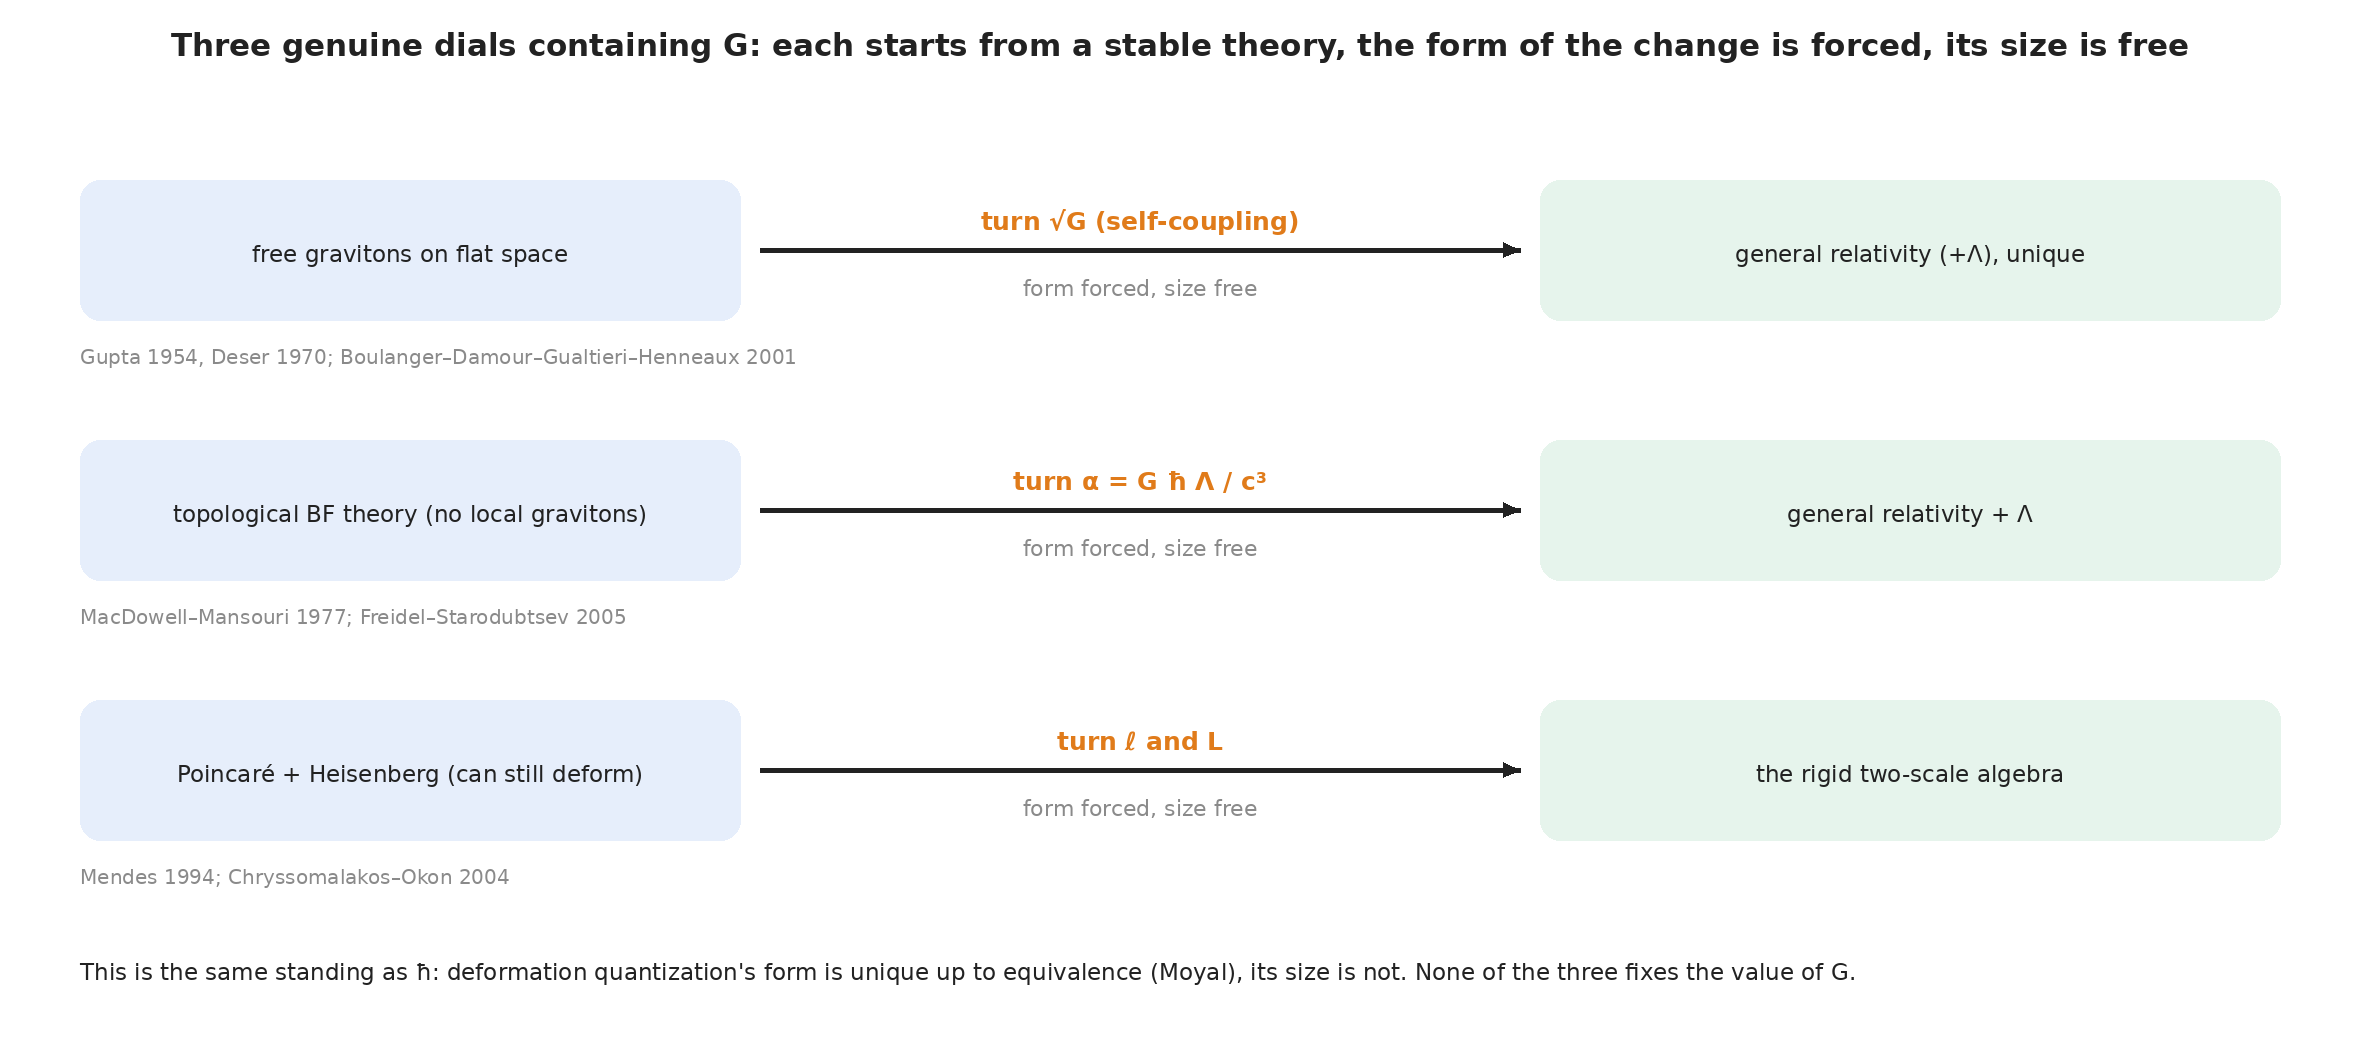 Three genuine dials containing G: each starts from a stable theory, the form of the change is forced, its size is free
free gravitons on flat space
turn √G (self-coupling)
form forced, size free
general relativity (+Λ), unique
Gupta 1954, Deser 1970; Boulanger–Damour–Gualtieri–Henneaux 2001
topological BF theory (no local gravitons)
turn α = G ħ Λ / c³
form forced, size free
general relativity + Λ
MacDowell–Mansouri 1977; Freidel–Starodubtsev 2005
Poincaré + Heisenberg (can still deform)
turn ℓ and L
form forced, size free
the rigid two-scale algebra
Mendes 1994; Chryssomalakos–Okon 2004
This is the same standing as ħ: deformation quantization's form is unique up to equivalence (Moyal), its size is not. None of the three fixes the value of G.